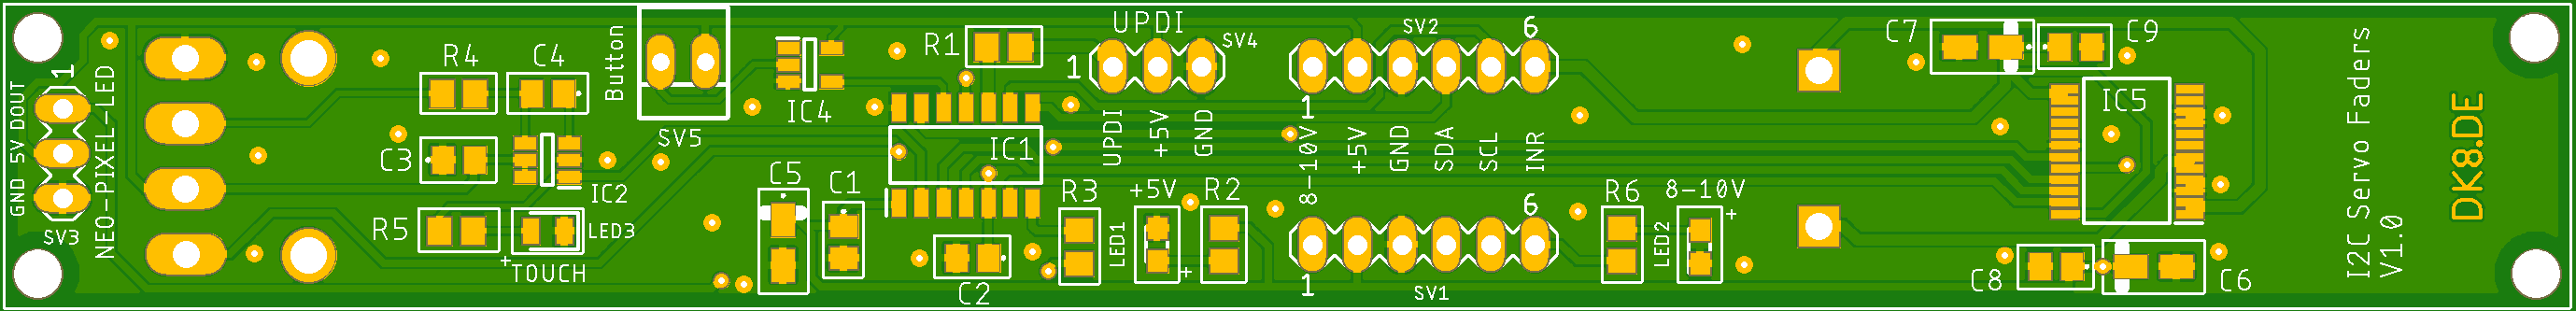 GND 5V DOUT
1
SV3
NEO-PIXEL-LED
R4
C4
C3
IC2
R5
LED3
+
TOUCH
Button
SV5
IC4
C5
C1
R1
IC1
C2
UPDI
1
SV4
UPDI
+5V
GND
R3
LED1
+5V
+
R2
SV2
6
1
8-10V
+5V
GND
SDA
SCL
INR
6
1
SV1
R6
LED2
8-10V
+
C7
C9
IC5
C8
C6
I2C Servo Faders
V1.0
DK8.DE